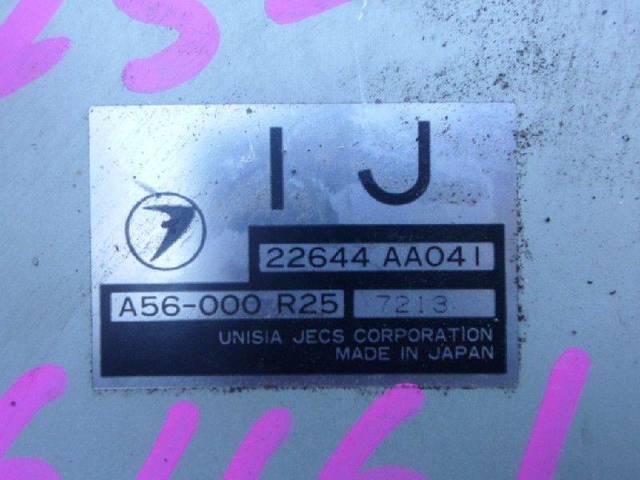 IJ
22644 AA041
A56-000 R25 7213
UNISIA JECS CORPORATION
MADE IN JAPAN